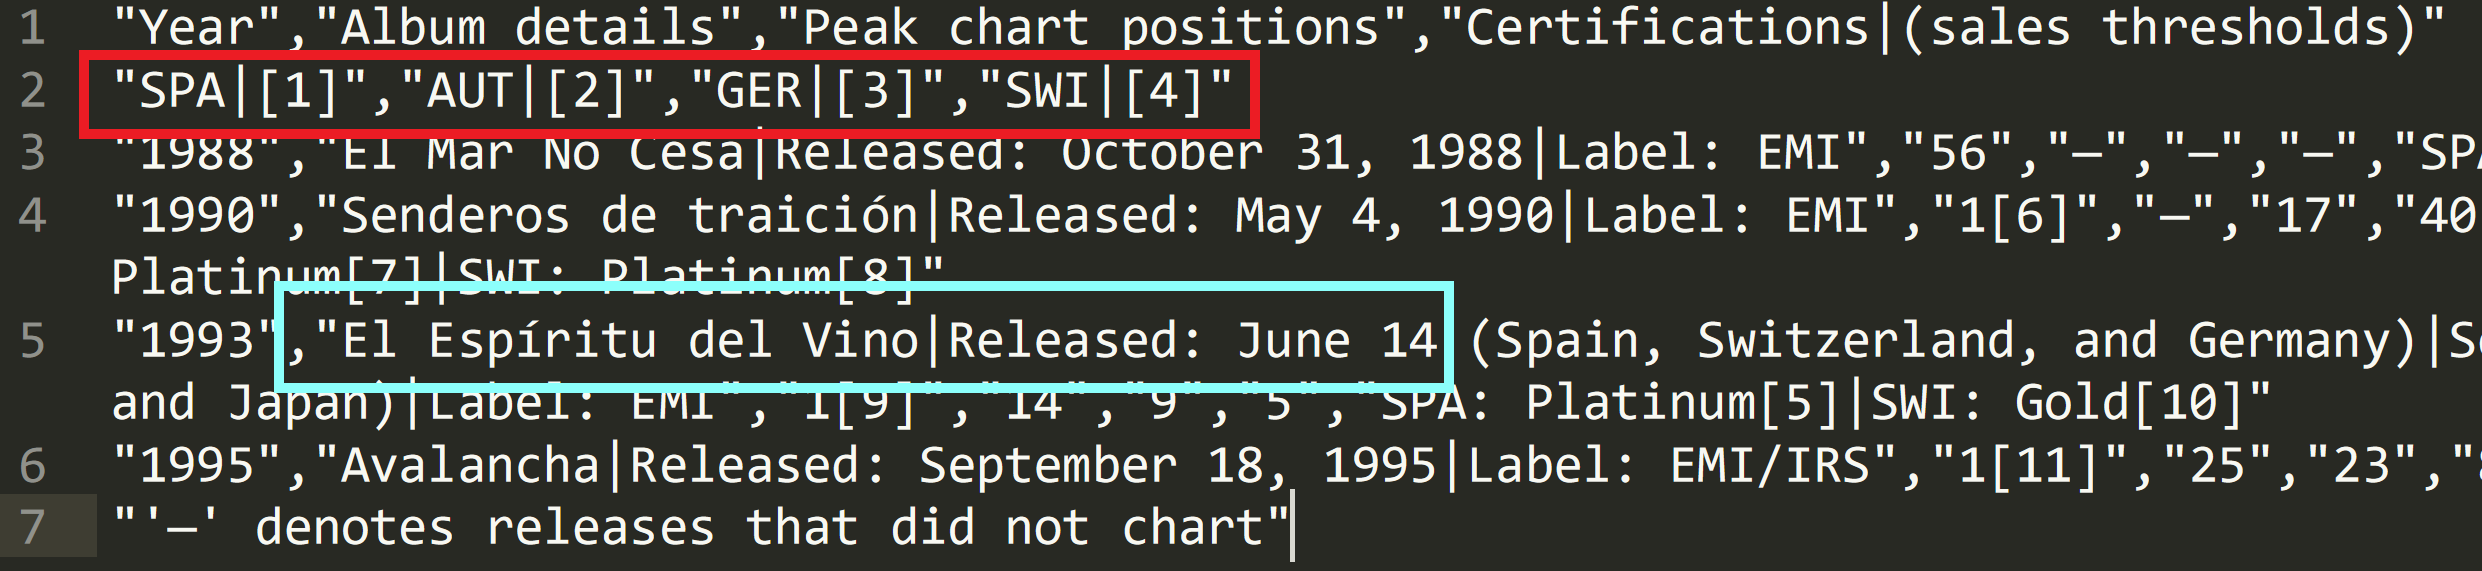 1 "Year","Album details","Peak chart positions","Certifications|(sales thresholds)"
2 "SPA|[1]","AUT|[2]","GER|[3]","SWI|[4]"
3 "1988","El Mar No Cesa|Released: October 31, 1988|Label: EMI","56","—","—","—","SPA
4 "1990","Senderos de traición|Released: May 4, 1990|Label: EMI","1[6]","—","17","40
Platinum[7]|SWI: Platinum[8]"
5 "1993","El Espíritu del Vino|Released: June 14 (Spain, Switzerland, and Germany)|S
and Japan)|Label: EMI","1[9]","14","9","5","SPA: Platinum[5]|SWI: Gold[10]"
6 "1995","Avalancha|Released: September 18, 1995|Label: EMI/IRS","1[11]","25","23","
7 "'—' denotes releases that did not chart"